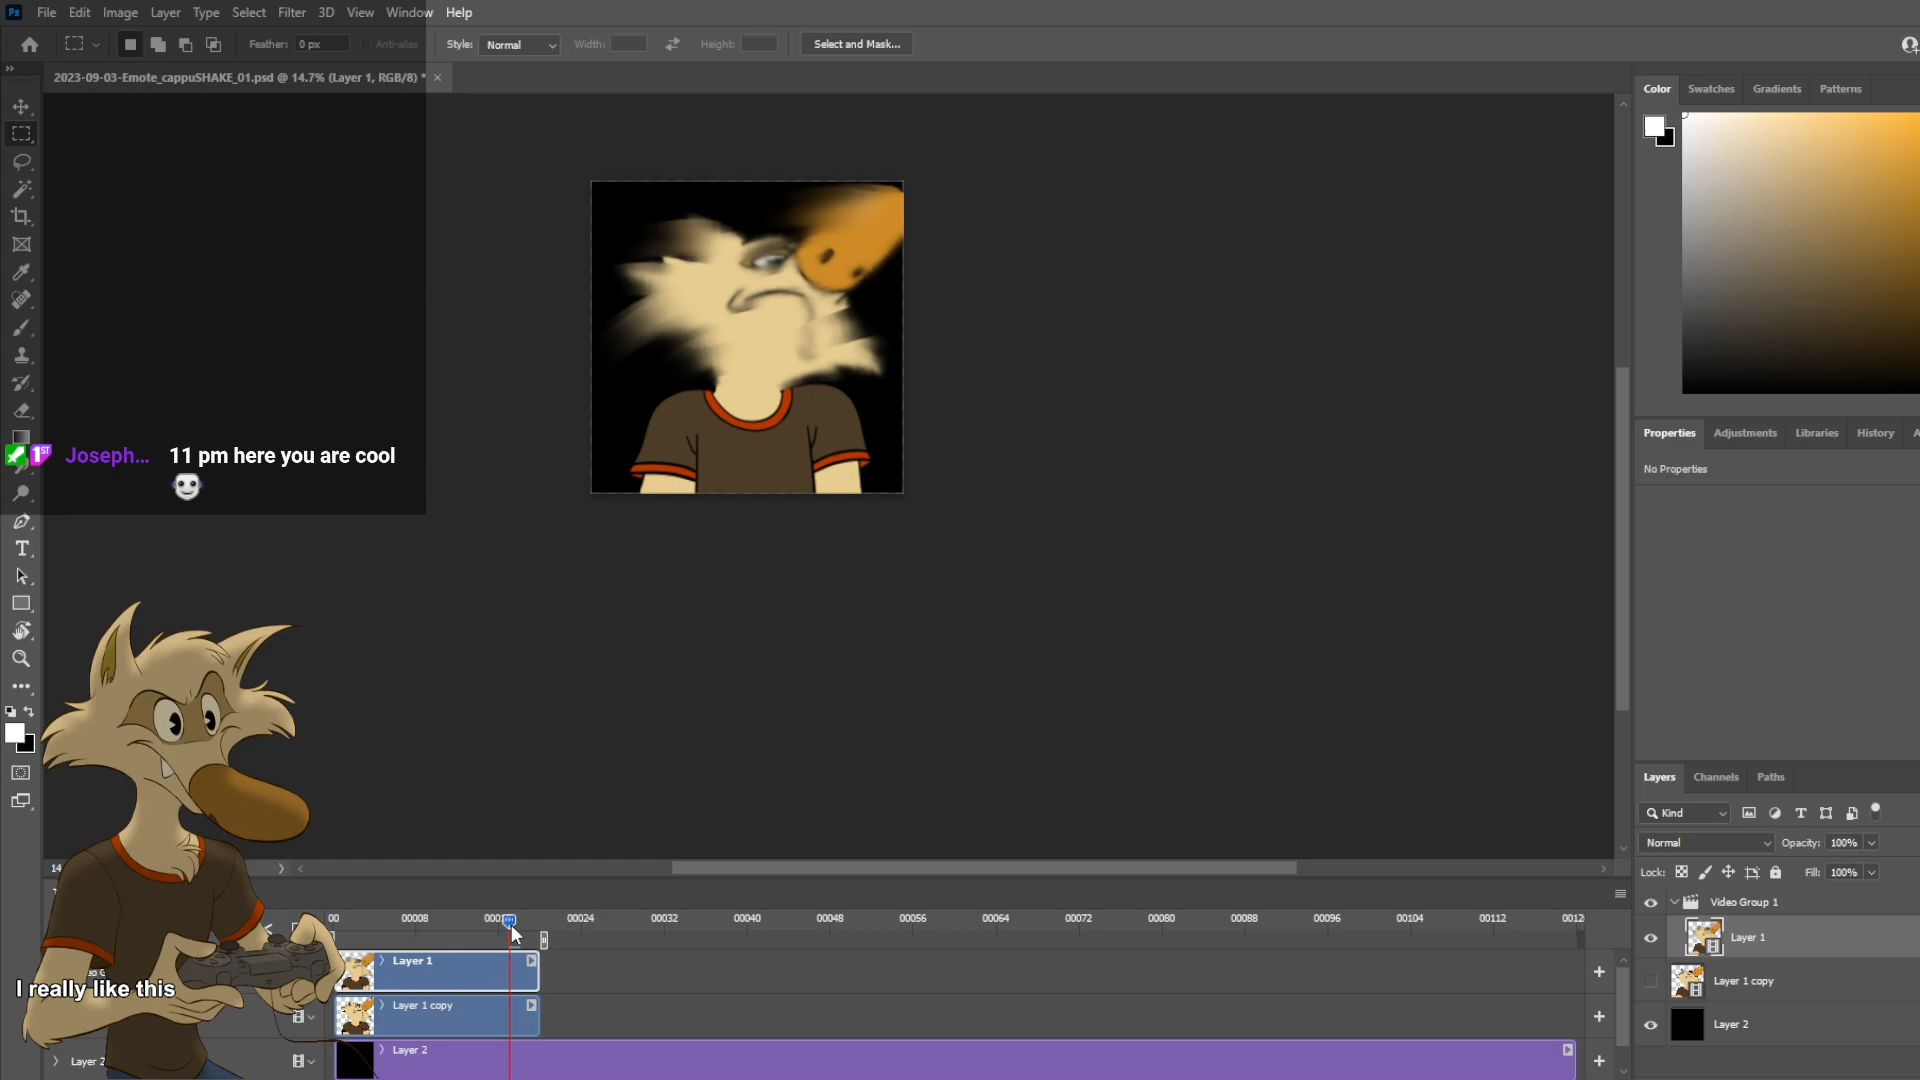 Ps File Edit Image Layer Type Select Filter 3D View Window Help
Feather: 0 px Anti-alias Style: Normal Width: Height: Select and Mask...
2023-09-03-Emote_cappuSHAKE_01.psd @ 14.7% (Layer 1, RGB/8) *
Color Swatches Gradients Patterns
1ST Joseph... 11 pm here you are cool
Properties Adjustments Libraries History A
No Properties
Layers Channels Paths
Kind
Normal Opacity: 100%
Lock: Fill: 100%
Video Group 1
Layer 1
Layer 1 copy
Layer 2
14
00 00008 00024 00032 00040 00048 00056 00064 00072 00080 00088 00096 00104 00112 0012
Layer 1
I really like this
Layer 1 copy
Layer 2
Layer 2